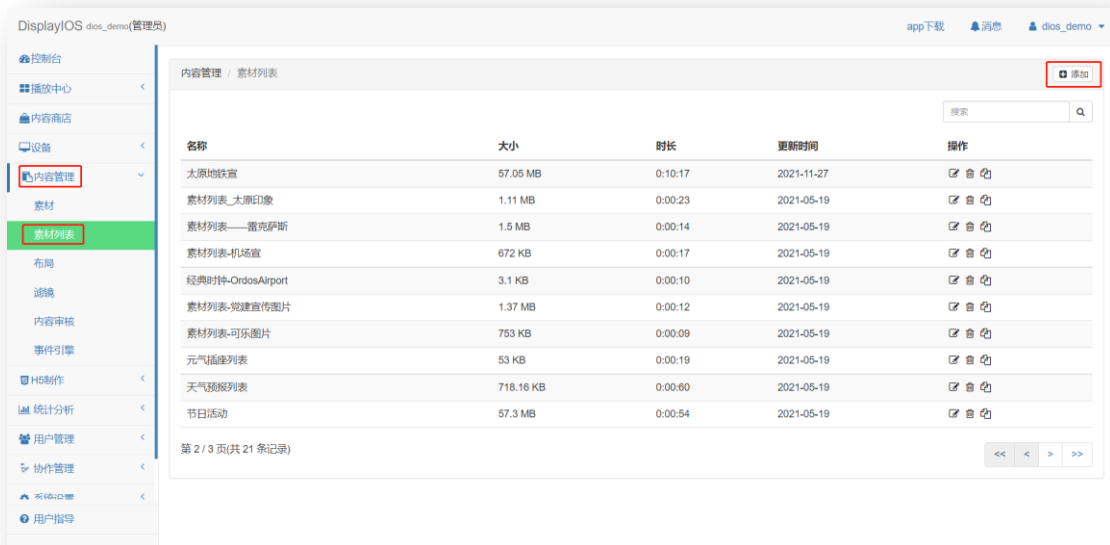 DisplayIOS dios_demo(管理员) app下载 消息 dios_demo
控制台
播放中心
内容商店
设备
内容管理
素材
素材列表
布局
滤镜
内容审核
事件引擎
H5制作
统计分析
用户管理
协作管理
系统设置
用户指导
内容管理 / 素材列表 添加
搜索
名称 大小 时长 更新时间 操作
太原地铁宣 57.05 MB 0:10:17 2021-11-27
素材列表_太原印象 1.11 MB 0:00:23 2021-05-19
素材列表——雷克萨斯 1.5 MB 0:00:14 2021-05-19
素材列表-机场宣 672 KB 0:00:17 2021-05-19
经典时钟-OrdosAirport 3.1 KB 0:00:10 2021-05-19
素材列表-党建宣传图片 1.37 MB 0:00:12 2021-05-19
素材列表-可乐图片 753 KB 0:00:09 2021-05-19
元气插座列表 53 KB 0:00:19 2021-05-19
天气预报列表 718.16 KB 0:00:60 2021-05-19
节日活动 57.3 MB 0:00:54 2021-05-19
第 2 / 3 页(共 21 条记录) << < > >>